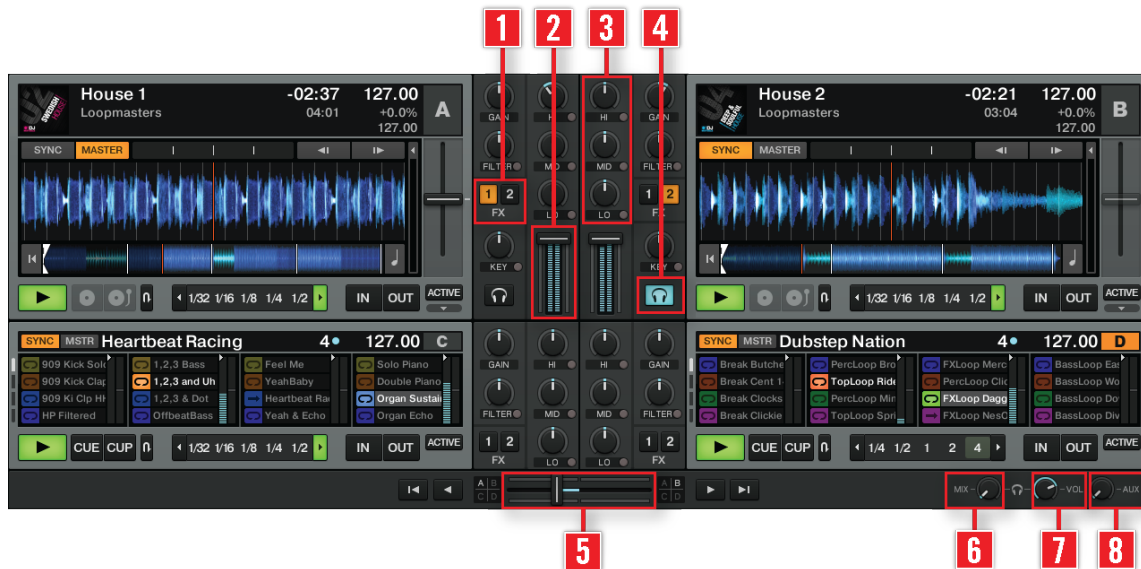 1 2 3 4
House 1 -02:37 127.00 A
Loopmasters 04:01 +0.0%
127.00
SYNC MASTER
1/32 1/16 1/8 1/4 1/2 IN OUT ACTIVE
GAIN HI HI GAIN
FILTER MID MID FILTER
1 2 LO LO 1 2
FX FX
KEY KEY
House 2 -02:21 127.00 B
Loopmasters 03:04 +0.0%
127.00
SYNC MASTER
1/32 1/16 1/8 1/4 1/2 IN OUT ACTIVE
SYNC MSTR Heartbeat Racing 4 127.00 C
909 Kick Solo 1,2,3 Bass Feel Me Solo Piano
909 Kick Clap 1,2,3 and Uh YeahBaby Double Piano
909 Ki Clp HH 1,2,3 & Dot Heartbeat Ra Organ Sustai
HP Filtered OffbeatBass Yeah & Echo Organ Echo
CUE CUP 1/32 1/16 1/8 1/4 1/2 IN OUT ACTIVE
GAIN HI HI GAIN
FILTER MID MID FILTER
1 2 LO LO 1 2
FX FX
SYNC MSTR Dubstep Nation 4 127.00 D
Break Butche PercLoop Bro FXLoop Merc BassLoop Eas
Break Cent 1- TopLoop Ride PercLoop Clic BassLoop Wo
Break Clocks PercLoop Min FXLoop Dagg BassLoop Do
Break Clickie TopLoop Spri FXLoop NesC BassLoop Div
CUE CUP 1/4 1/2 1 2 4 IN OUT ACTIVE
A B A B
C D C D
MIX VOL AUX
5 6 7 8